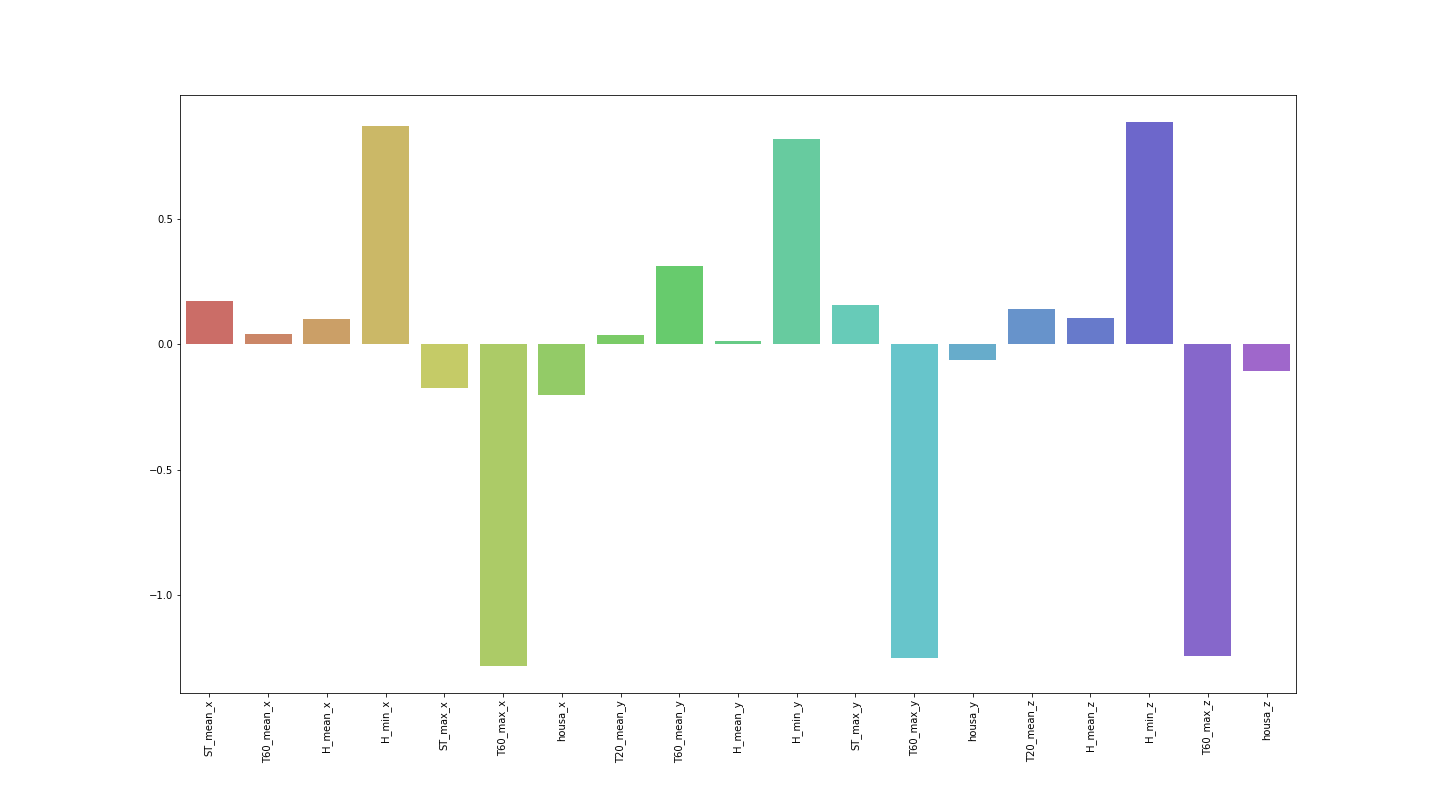 0.5
0.0
−0.5
−1.0
ST_mean_x
T60_mean_x
H_mean_x
H_min_x
ST_max_x
T60_max_x
housa_x
T20_mean_y
T60_mean_y
H_mean_y
H_min_y
ST_max_y
T60_max_y
housa_y
T20_mean_z
H_mean_z
H_min_z
T60_max_z
housa_z